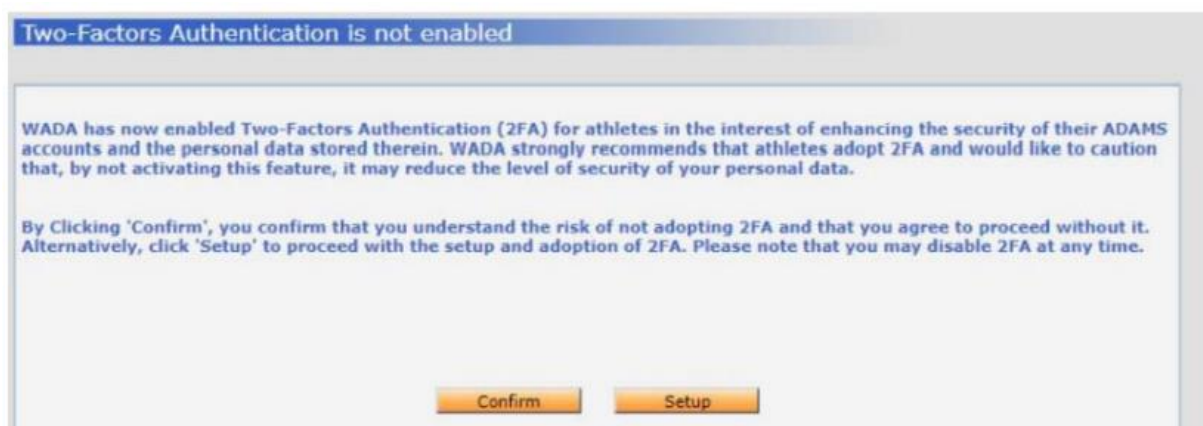 Two-Factors Authentication is not enabled
WADA has now enabled Two-Factors Authentication (2FA) for athletes in the interest of enhancing the security of their ADAMS
accounts and the personal data stored therein. WADA strongly recommends that athletes adopt 2FA and would like to caution
that, by not activating this feature, it may reduce the level of security of your personal data.
By Clicking 'Confirm', you confirm that you understand the risk of not adopting 2FA and that you agree to proceed without it.
Alternatively, click 'Setup' to proceed with the setup and adoption of 2FA. Please note that you may disable 2FA at any time.
Confirm Setup